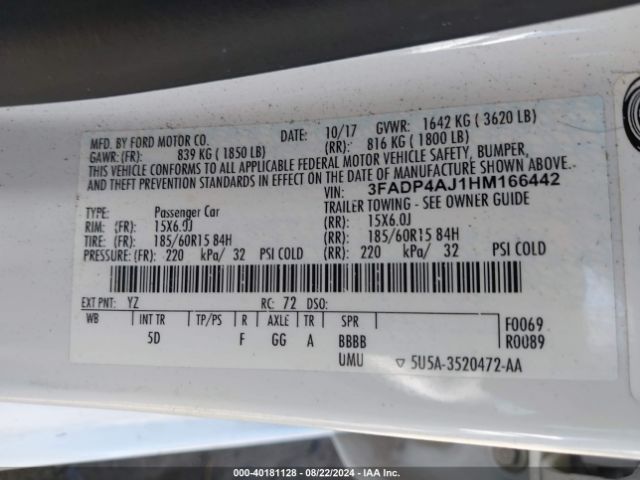 MFD. BY FORD MOTOR CO. DATE: 10/17 GVWR: 1642 KG ( 3620 LB)
GAWR: (FR): 839 KG ( 1850 LB) (RR): 816 KG ( 1800 LB)
THIS VEHICLE CONFORMS TO ALL APPLICABLE FEDERAL MOTOR VEHICLE SAFETY, BUMPER,
AND THEFT PREVENTION STANDARDS IN EFFECT ON THE DATE OF MANUFACTURE SHOWN ABOVE.
VIN: 3FADP4AJ1HM166442
TYPE: Passenger Car TRAILER TOWING - SEE OWNER GUIDE
RIM: (FR): 15X6.0J (RR): 15X6.0J
TIRE: (FR): 185/60R15 84H (RR): 185/60R15 84H
PRESSURE: (FR): 220 kPa/ 32 PSI COLD (RR): 220 kPa/ 32 PSI COLD
EXT PNT: YZ RC: 72 DSO:
WB INT TR TP/PS R AXLE TR SPR F0069
5D F GG A BBBB R0089
UMU ▽ 5U5A-3520472-AA
000-40181128 - 08/22/2024 - IAA Inc.